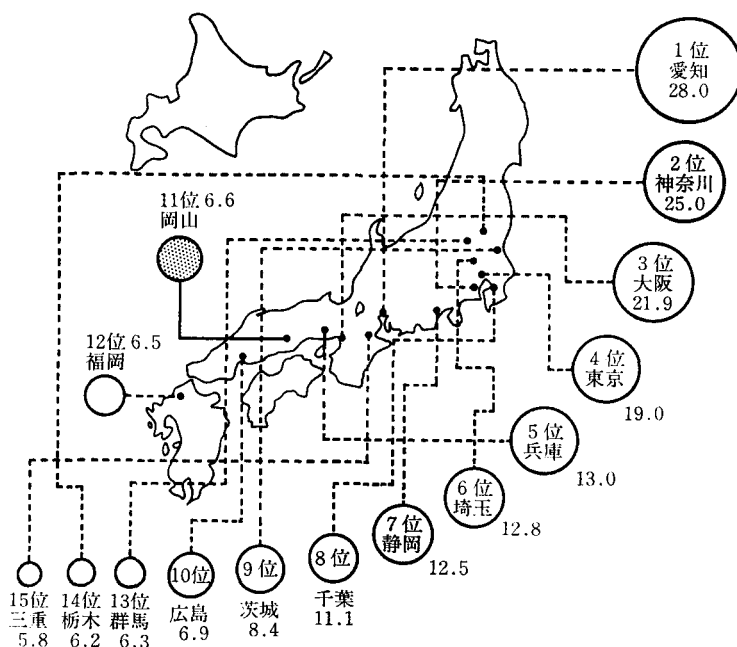 1位
愛知
28.0
2位
神奈川
25.0
11位 6.6
岡山
3位
大阪
21.9
12位 6.5
福岡
4位
東京
19.0
5位
兵庫
13.0
6位
埼玉
12.8
7位
静岡
12.5
8位
千葉
11.1
9位
茨城
8.4
10位
広島
6.9
13位
群馬
6.3
14位
栃木
6.2
15位
三重
5.8